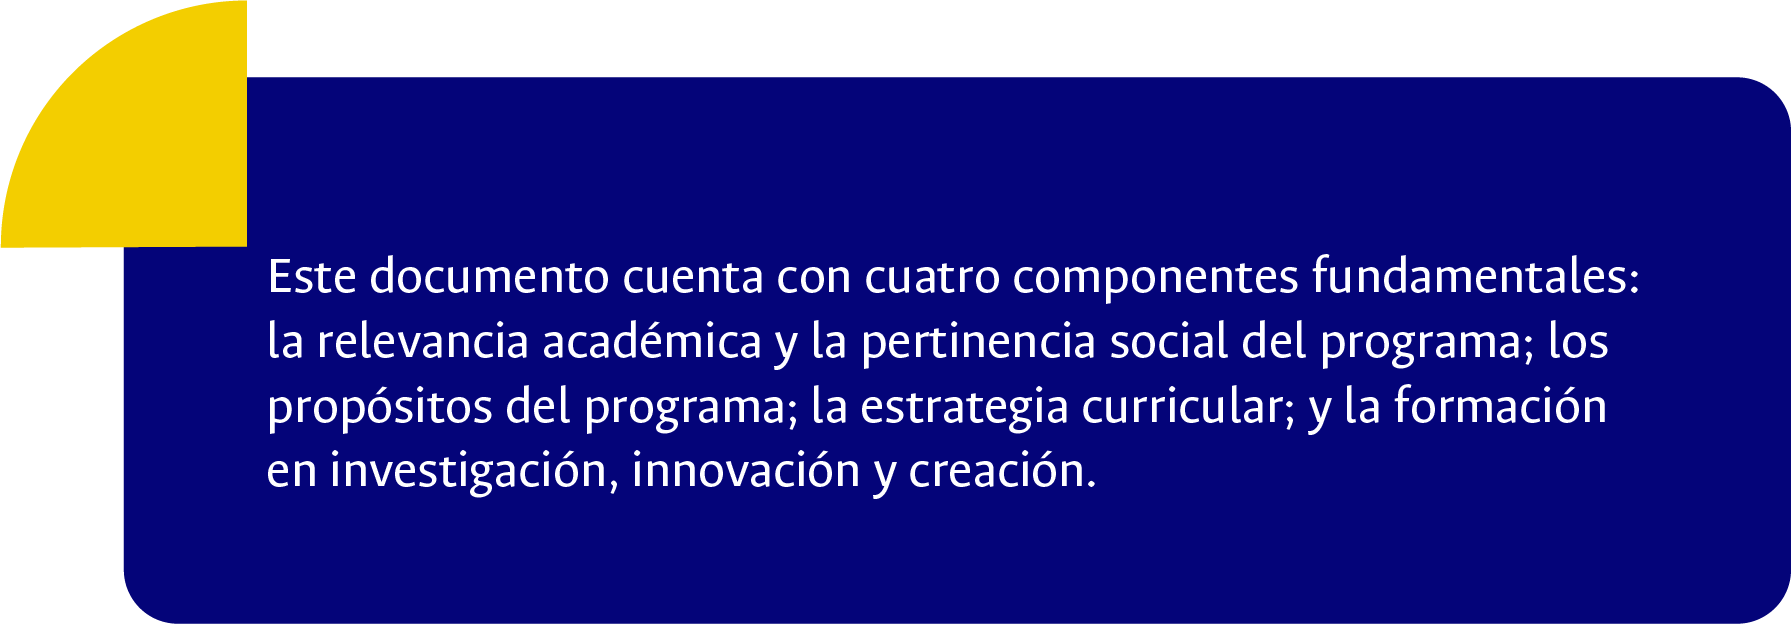 Este documento cuenta con cuatro componentes fundamentales:
la relevancia académica y la pertinencia social del programa; los
propósitos del programa; la estrategia curricular; y la formación
en investigación, innovación y creación.